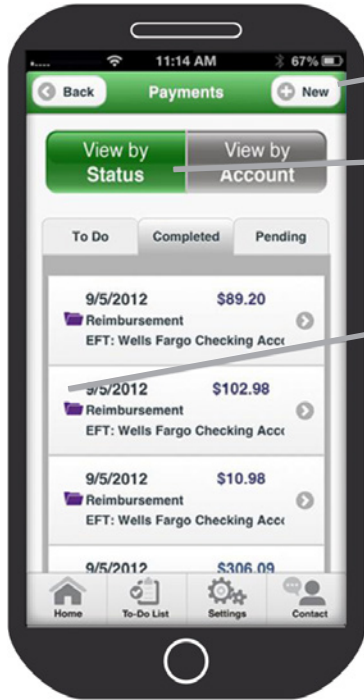 11:14 AM 67%
Back Payments New
View by Status View by Account
To Do Completed Pending
9/5/2012 $89.20
Reimbursement
EFT: Wells Fargo Checking Acc
9/5/2012 $102.98
Reimbursement
EFT: Wells Fargo Checking Acc
9/5/2012 $10.98
Reimbursement
EFT: Wells Fargo Checking Acc
9/5/2012 $306.09
Home To-Do List Settings Contact